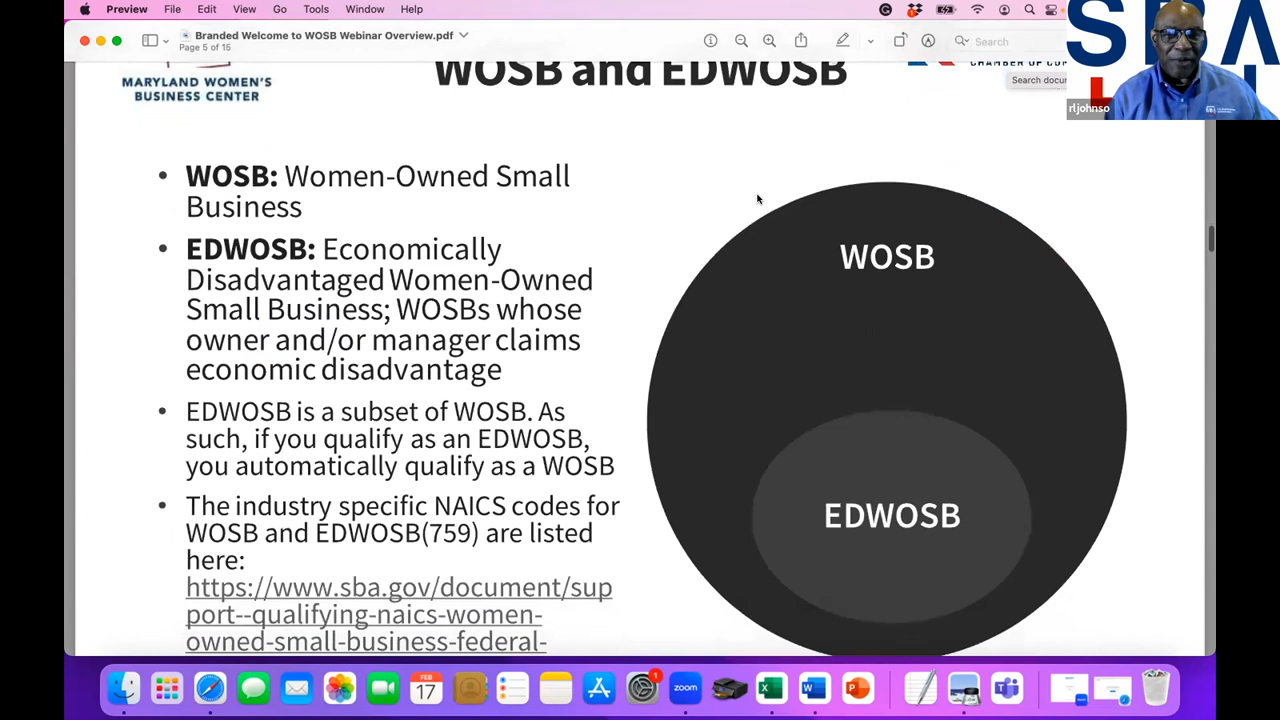 Preview File Edit View Go Tools Window Help
Branded Welcome to WOSB Webinar Overview.pdf
Page 5 of 15
Search
SBA
MARYLAND WOMEN'S
BUSINESS CENTER
WOSB and EDWOSB
Search docu
rljohnso
• WOSB: Women-Owned Small
Business
• EDWOSB: Economically
Disadvantaged Women-Owned
Small Business; WOSBs whose
owner and/or manager claims
economic disadvantage
• EDWOSB is a subset of WOSB. As
such, if you qualify as an EDWOSB,
you automatically qualify as a WOSB
• The industry specific NAICS codes for
WOSB and EDWOSB(759) are listed
here:
https://www.sba.gov/document/sup
port--qualifying-naics-women-
owned-small-business-federal-
WOSB
EDWOSB
FEB
17
1
zoom